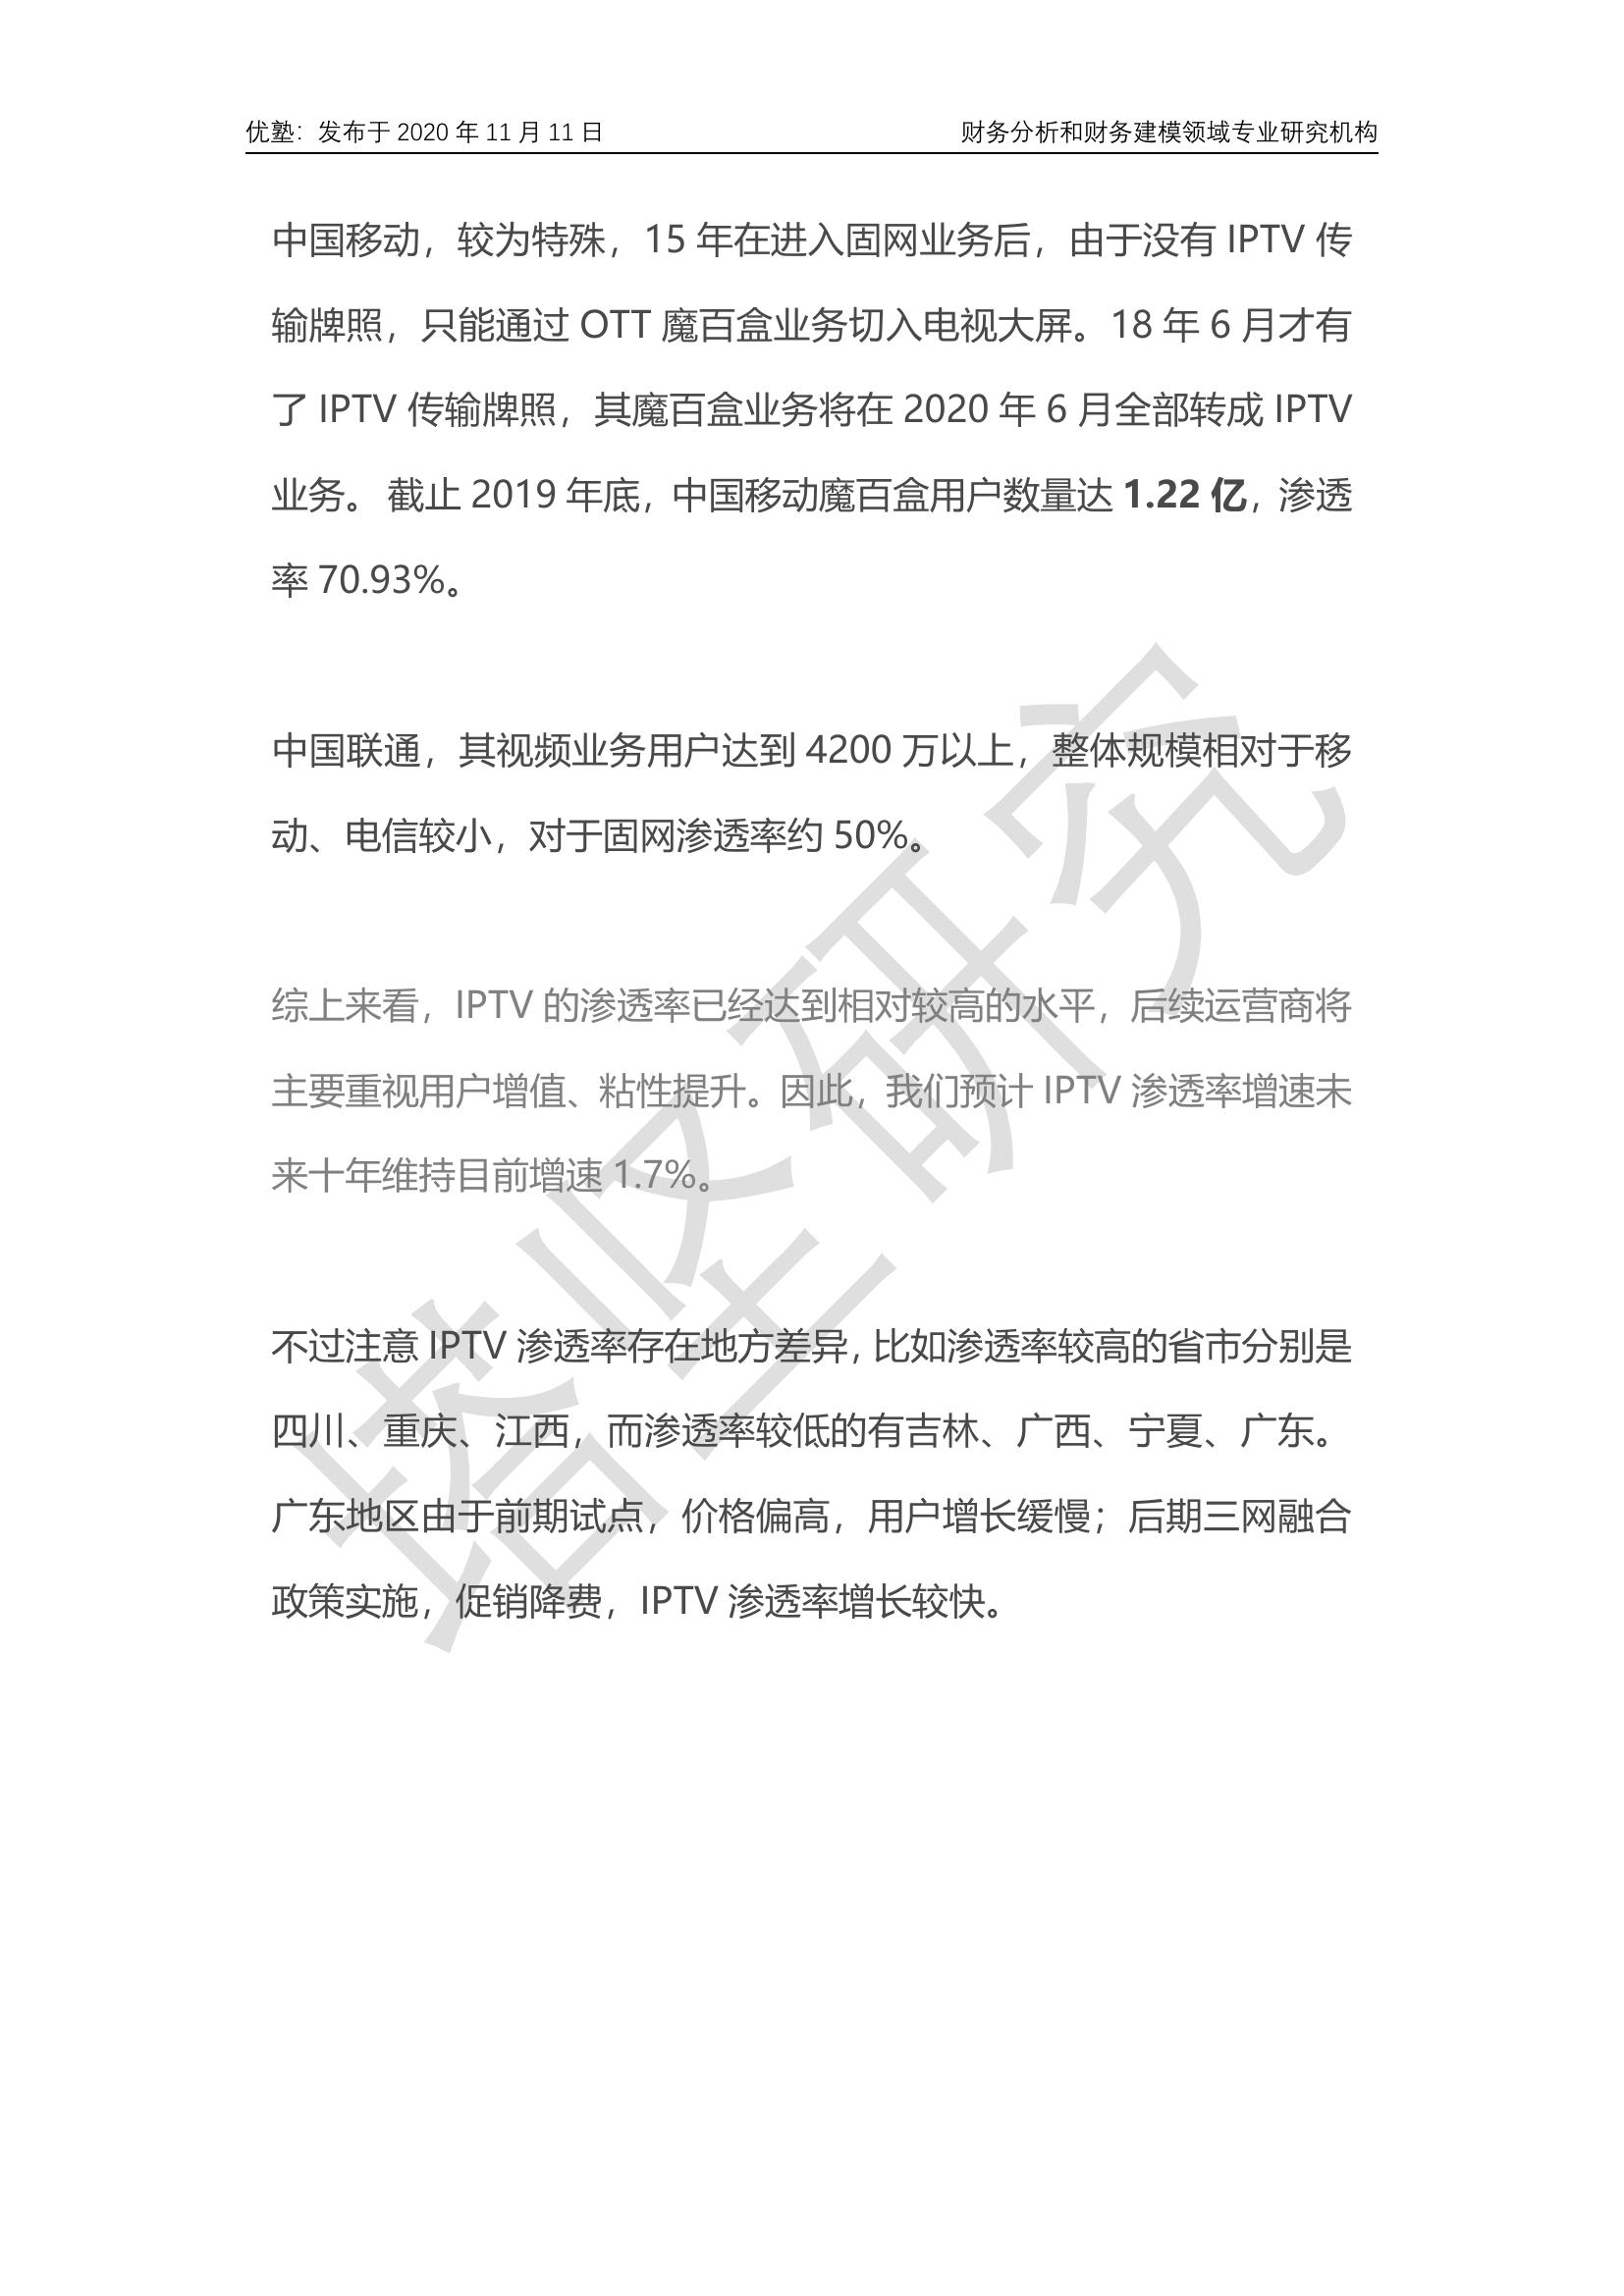 优塾：发布于 2020 年 11 月 11 日 财务分析和财务建模领域专业研究机构
中国移动，较为特殊，15 年在进入固网业务后，由于没有 IPTV 传
输牌照，只能通过 OTT 魔百盒业务切入电视大屏。18 年 6 月才有
了 IPTV 传输牌照，其魔百盒业务将在 2020 年 6 月全部转成 IPTV
业务。 截止 2019 年底，中国移动魔百盒用户数量达 1.22 亿，渗透
率 70.93%。
中国联通，其视频业务用户达到 4200 万以上，整体规模相对于移
动、电信较小，对于固网渗透率约 50%。
综上来看，IPTV 的渗透率已经达到相对较高的水平，后续运营商将
主要重视用户增值、粘性提升。因此，我们预计 IPTV 渗透率增速未
来十年维持目前增速 1.7%。
不过注意 IPTV 渗透率存在地方差异，比如渗透率较高的省市分别是
四川、重庆、江西，而渗透率较低的有吉林、广西、宁夏、广东。
广东地区由于前期试点，价格偏高，用户增长缓慢；后期三网融合
政策实施，促销降费，IPTV 渗透率增长较快。
塔坚研究